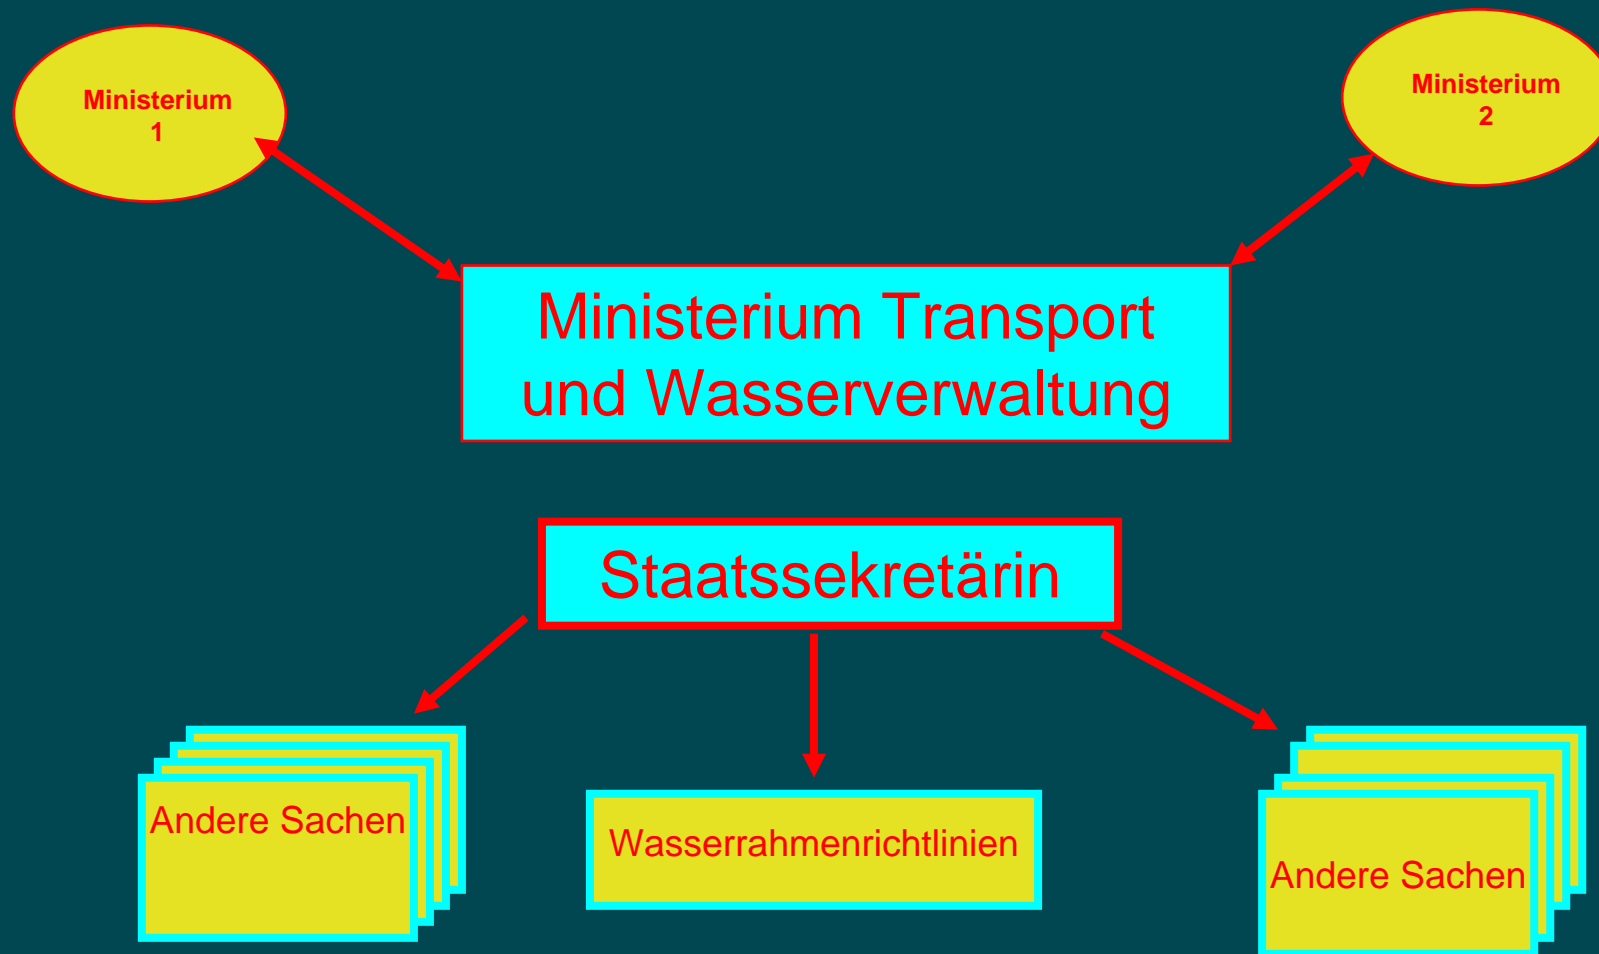 Ministerium
1
Ministerium
2
Ministerium Transport
und Wasserverwaltung
Staatssekretärin
Andere Sachen
Wasserrahmenrichtlinien
Andere Sachen